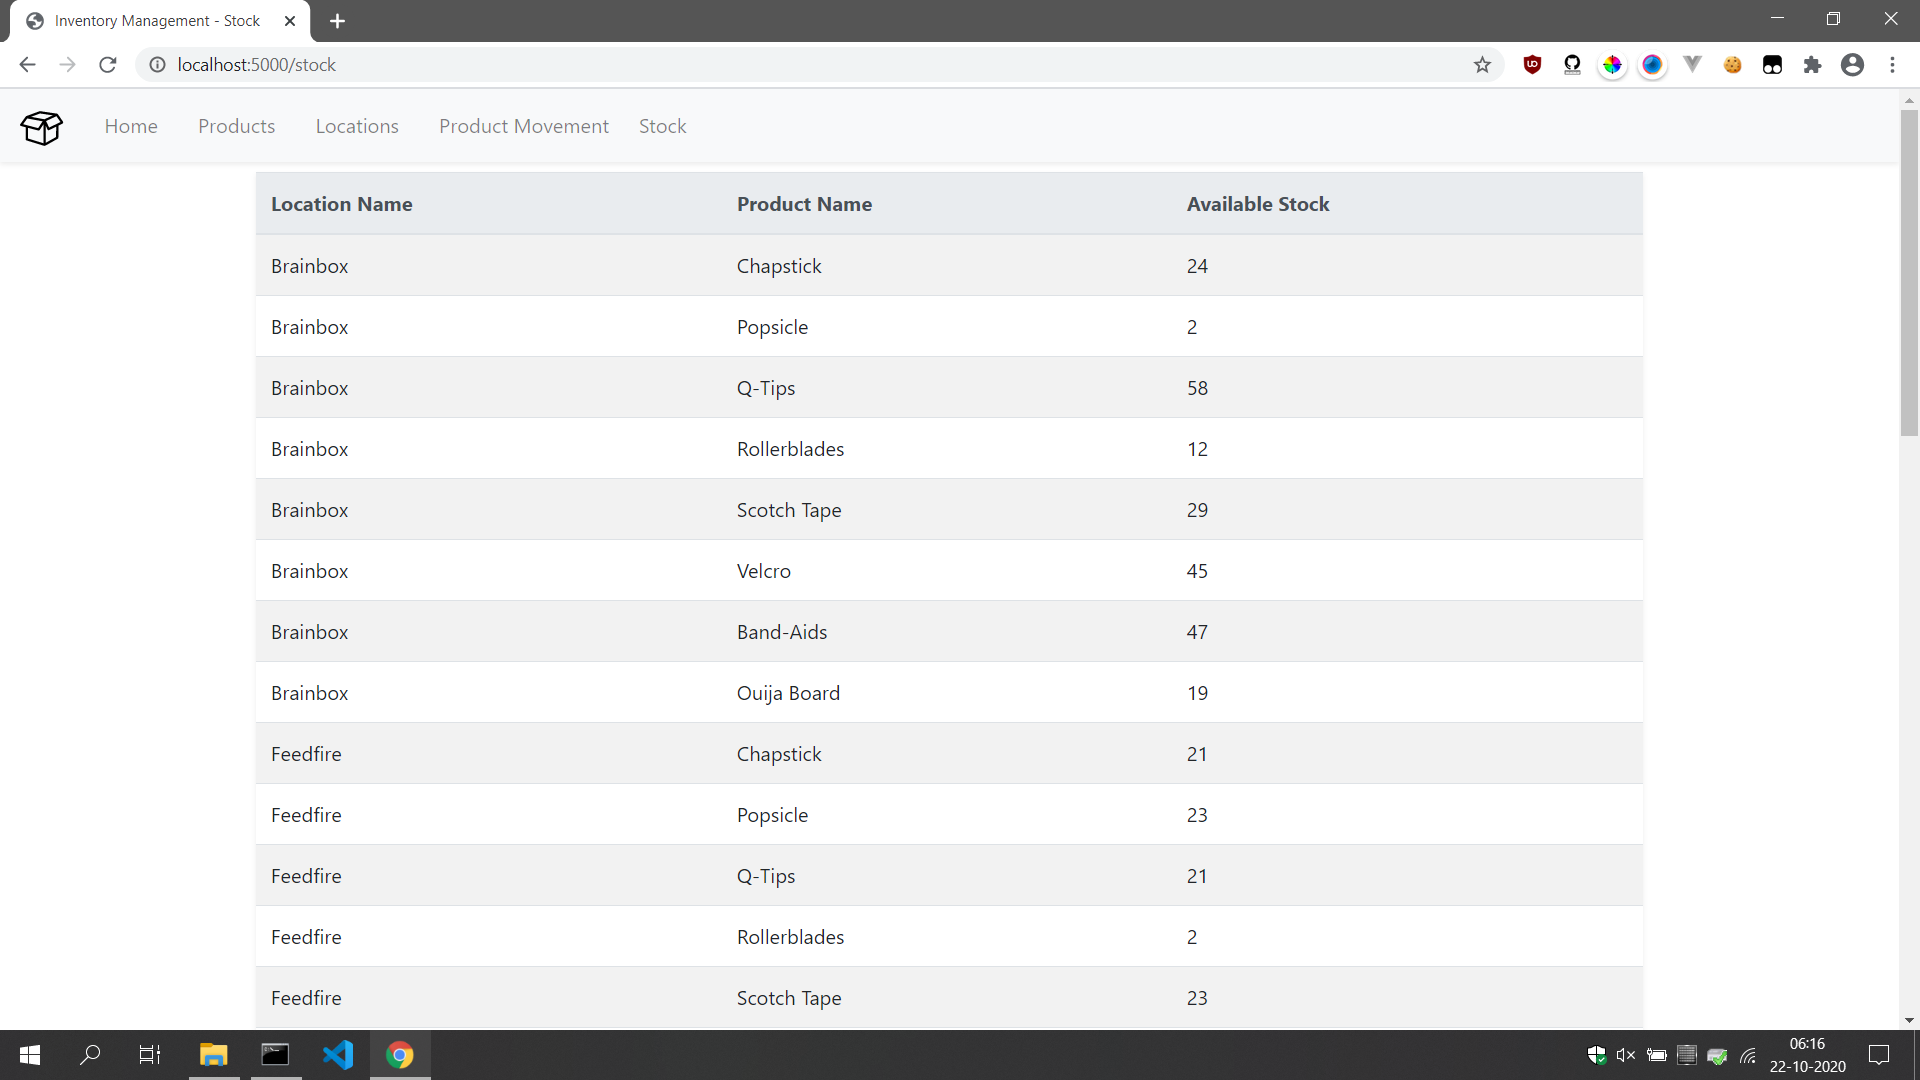 Inventory Management - Stock
localhost:5000/stock
Home Products Locations Product Movement Stock
Location Name Product Name Available Stock
Brainbox Chapstick 24
Brainbox Popsicle 2
Brainbox Q-Tips 58
Brainbox Rollerblades 12
Brainbox Scotch Tape 29
Brainbox Velcro 45
Brainbox Band-Aids 47
Brainbox Ouija Board 19
Feedfire Chapstick 21
Feedfire Popsicle 23
Feedfire Q-Tips 21
Feedfire Rollerblades 2
Feedfire Scotch Tape 23
06:16
22-10-2020